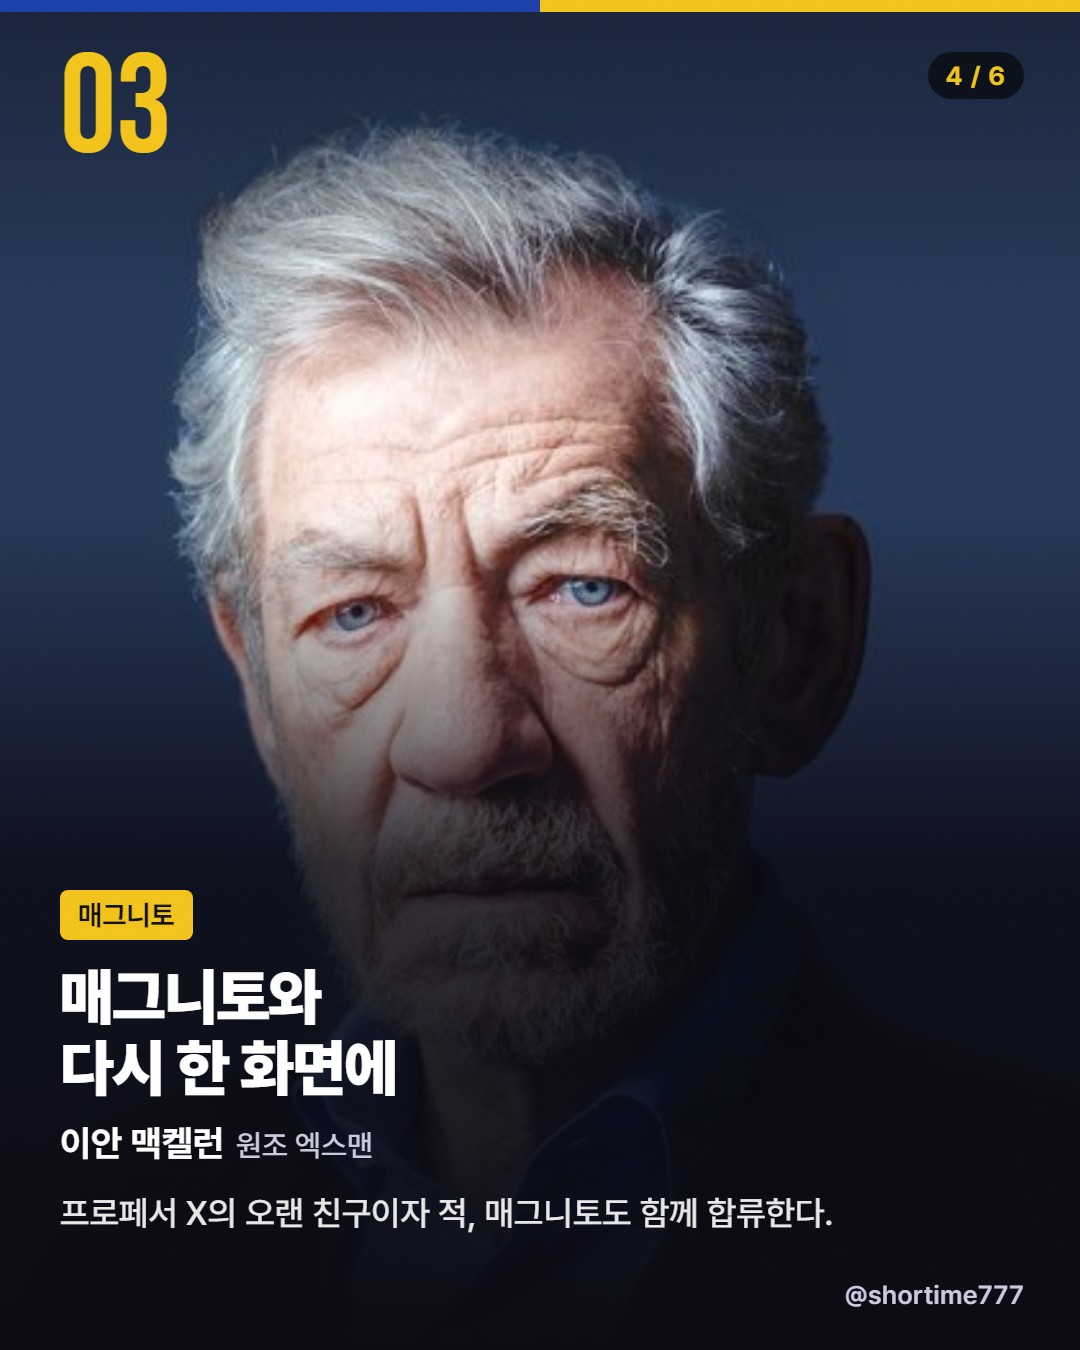 03
4 / 6
매그니토
매그니토와
다시 한 화면에
이안 맥켈런 원조 엑스맨
프로페서 X의 오랜 친구이자 적, 매그니토도 함께 합류한다.
@shortime777